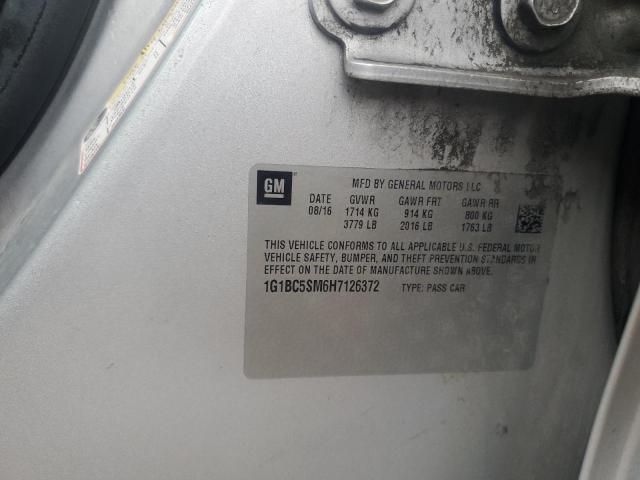 GM
MFD BY GENERAL MOTORS LLC
DATE GVWR GAWR FRT GAWR RR
08/16 1714 KG 914 KG 800 KG
3779 LB 2016 LB 1763 LB
THIS VEHICLE CONFORMS TO ALL APPLICABLE U.S. FEDERAL MOTOR
VEHICLE SAFETY, BUMPER, AND THEFT PREVENTION STANDARDS IN
EFFECT ON THE DATE OF MANUFACTURE SHOWN ABOVE.
1G1BC5SM6H7126372 TYPE: PASS CAR